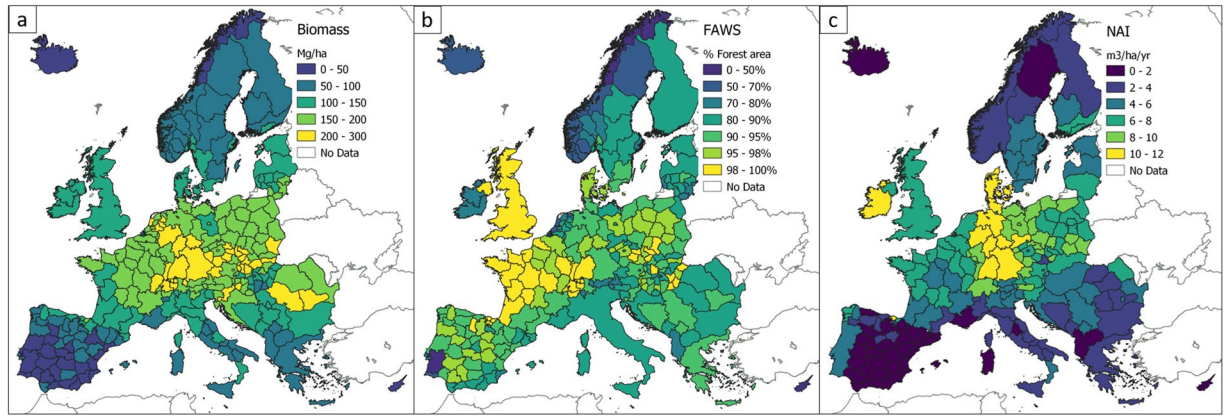 a
Biomass
Mg/ha
0 - 50
50 - 100
100 - 150
150 - 200
200 - 300
No Data
b
FAWS
% Forest area
0 - 50%
50 - 70%
70 - 80%
80 - 90%
90 - 95%
95 - 98%
98 - 100%
No Data
c
NAI
m3/ha/yr
0 - 2
2 - 4
4 - 6
6 - 8
8 - 10
10 - 12
No Data